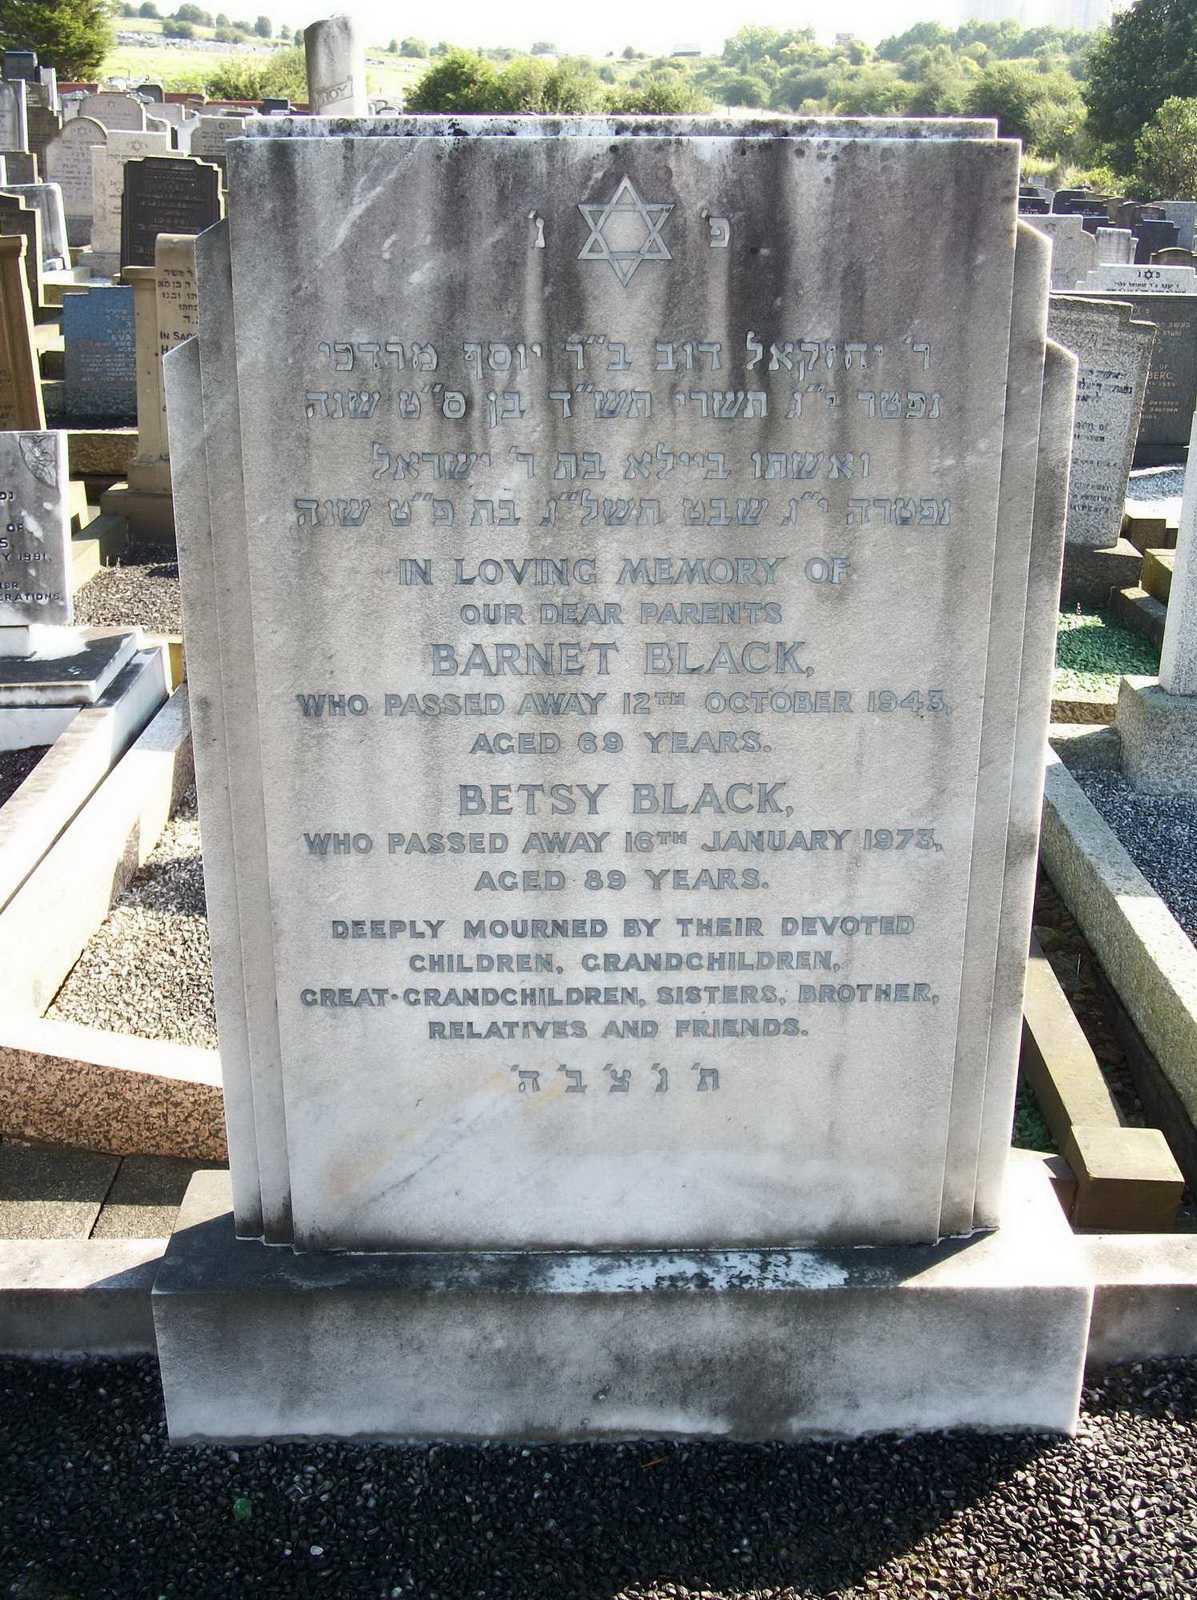 פ׳ נ׳
ר׳ יחזקאל דוב ב״ר יוסף מרדכי
נפטר י״ג תשרי תש״ד בן ס״ט שנה
ואשתו ביילא בת ר׳ ישראל
נפטרה י״ג שבט תשל״ג בת פ״ט שנה
IN LOVING MEMORY OF
OUR DEAR PARENTS
BARNET BLACK,
WHO PASSED AWAY 12TH OCTOBER 1943,
AGED 69 YEARS.
BETSY BLACK,
WHO PASSED AWAY 16TH JANUARY 1973,
AGED 89 YEARS.
DEEPLY MOURNED BY THEIR DEVOTED
CHILDREN, GRANDCHILDREN,
GREAT-GRANDCHILDREN, SISTERS, BROTHER,
RELATIVES AND FRIENDS.
ת׳ נ׳ צ׳ ב׳ ה׳